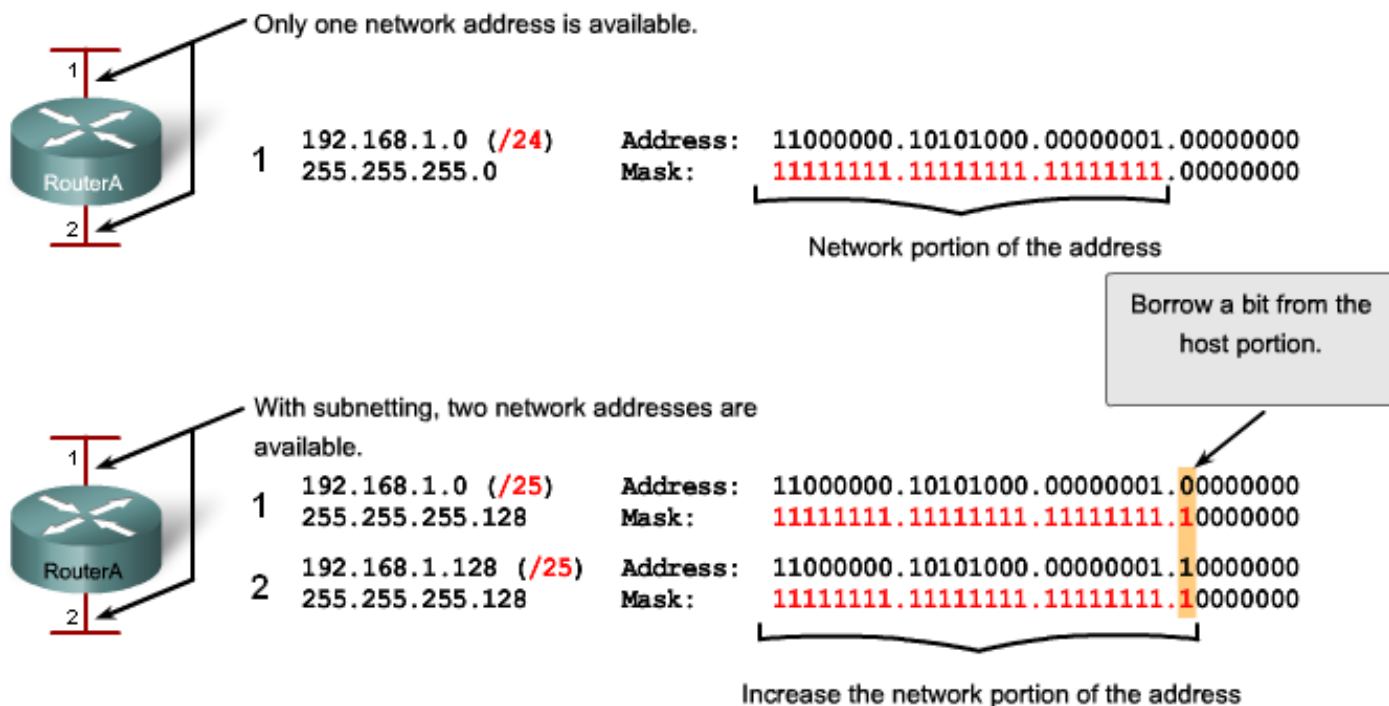 Only one network address is available.
1
RouterA
2
1 192.168.1.0 (/24) Address: 11000000.10101000.00000001.00000000
255.255.255.0 Mask: 11111111.11111111.11111111.00000000
Network portion of the address
Borrow a bit from the
host portion.
With subnetting, two network addresses are
available.
1
RouterA
2
1 192.168.1.0 (/25) Address: 11000000.10101000.00000001.00000000
255.255.255.128 Mask: 11111111.11111111.11111111.10000000
2 192.168.1.128 (/25) Address: 11000000.10101000.00000001.10000000
255.255.255.128 Mask: 11111111.11111111.11111111.10000000
Increase the network portion of the address